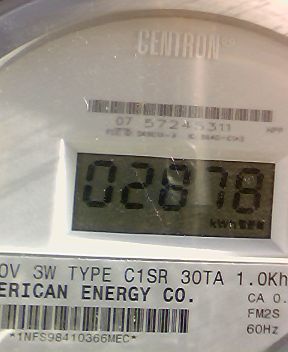 CENTRON®
07 57245311
02878
kWh
0V 3W TYPE C1SR 30TA 1.0Kh
ERICAN ENERGY CO.
CA 0.
FM2S
60Hz
*1NFS98410366MEC*